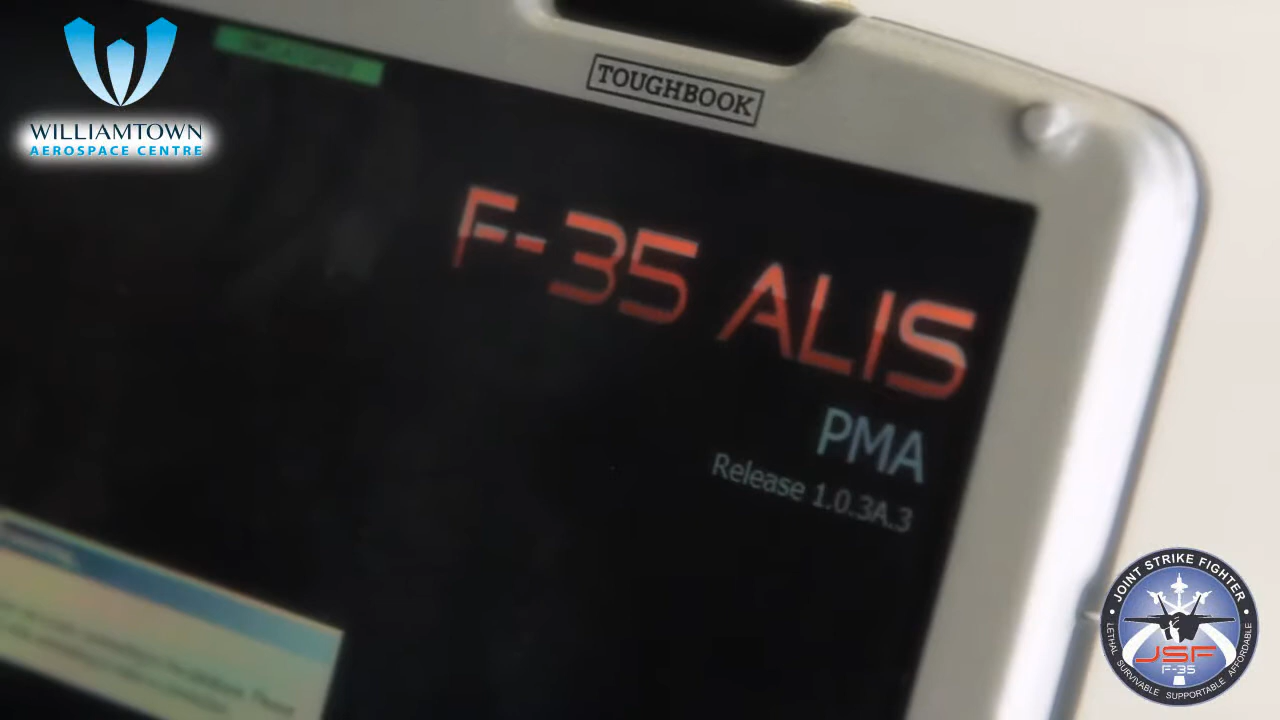 WILLIAMTOWN
AEROSPACE CENTRE
TOUGHBOOK
F-35 ALIS
PMA
Release 1.0.3A.3
JOINT STRIKE FIGHTER
JSF
F-35
LETHAL SURVIVABLE SUPPORTABLE AFFORDABLE